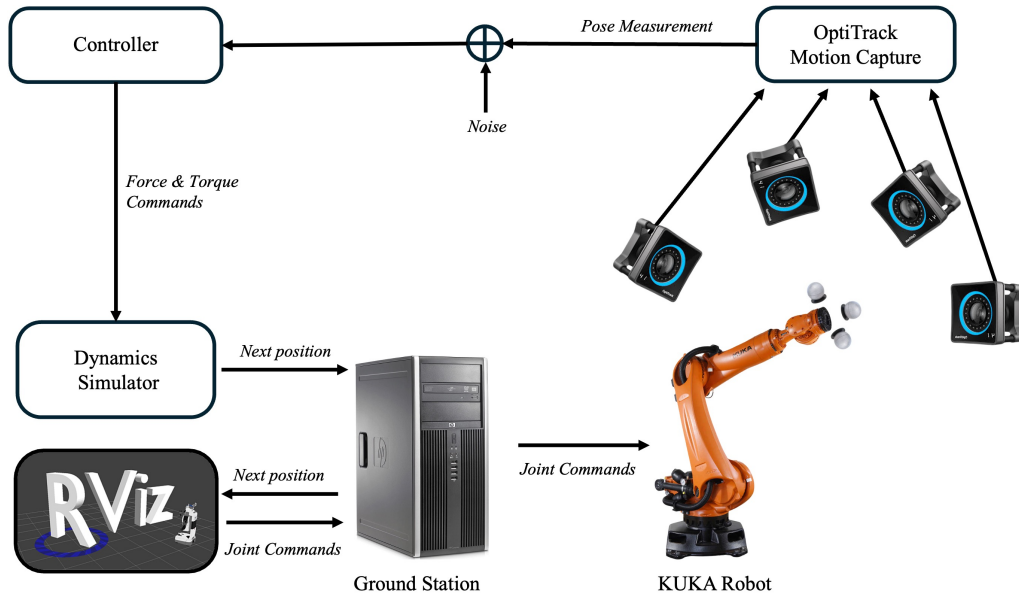 Controller
Pose Measurement
OptiTrack
Motion Capture
Noise
Force & Torque
Commands
Dynamics
Simulator
Next position
KUKA
RViz
Next position
Joint Commands
Joint Commands
Ground Station
KUKA Robot